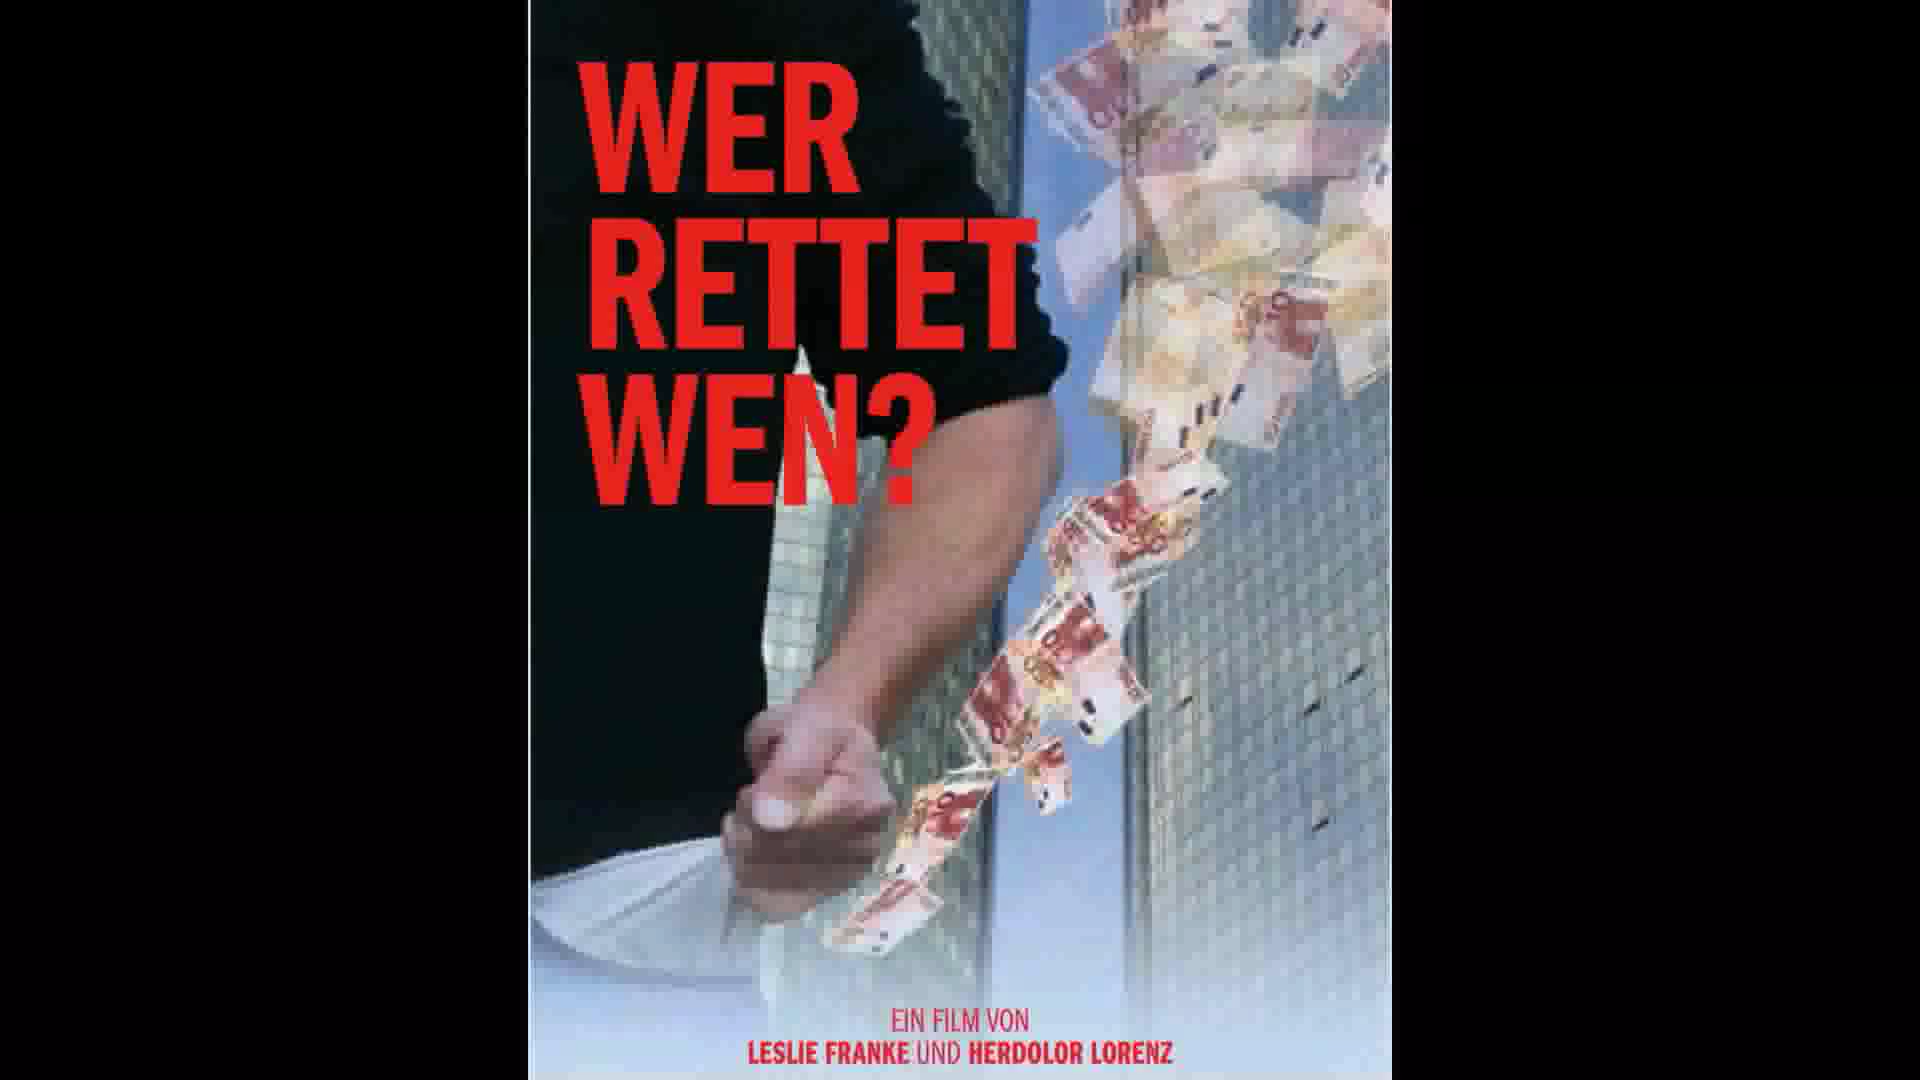 WER
RETTET
WEN?
EIN FILM VON
LESLIE FRANKE UND HERDOLOR LORENZ